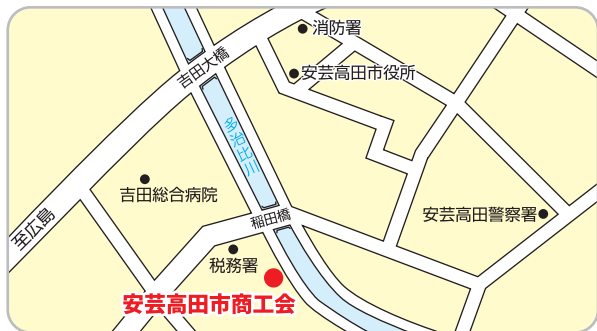 消防署
吉田大橋
安芸高田市役所
多治比川
吉田総合病院
至広島
稲田橋
安芸高田警察署
税務署
安芸高田市商工会